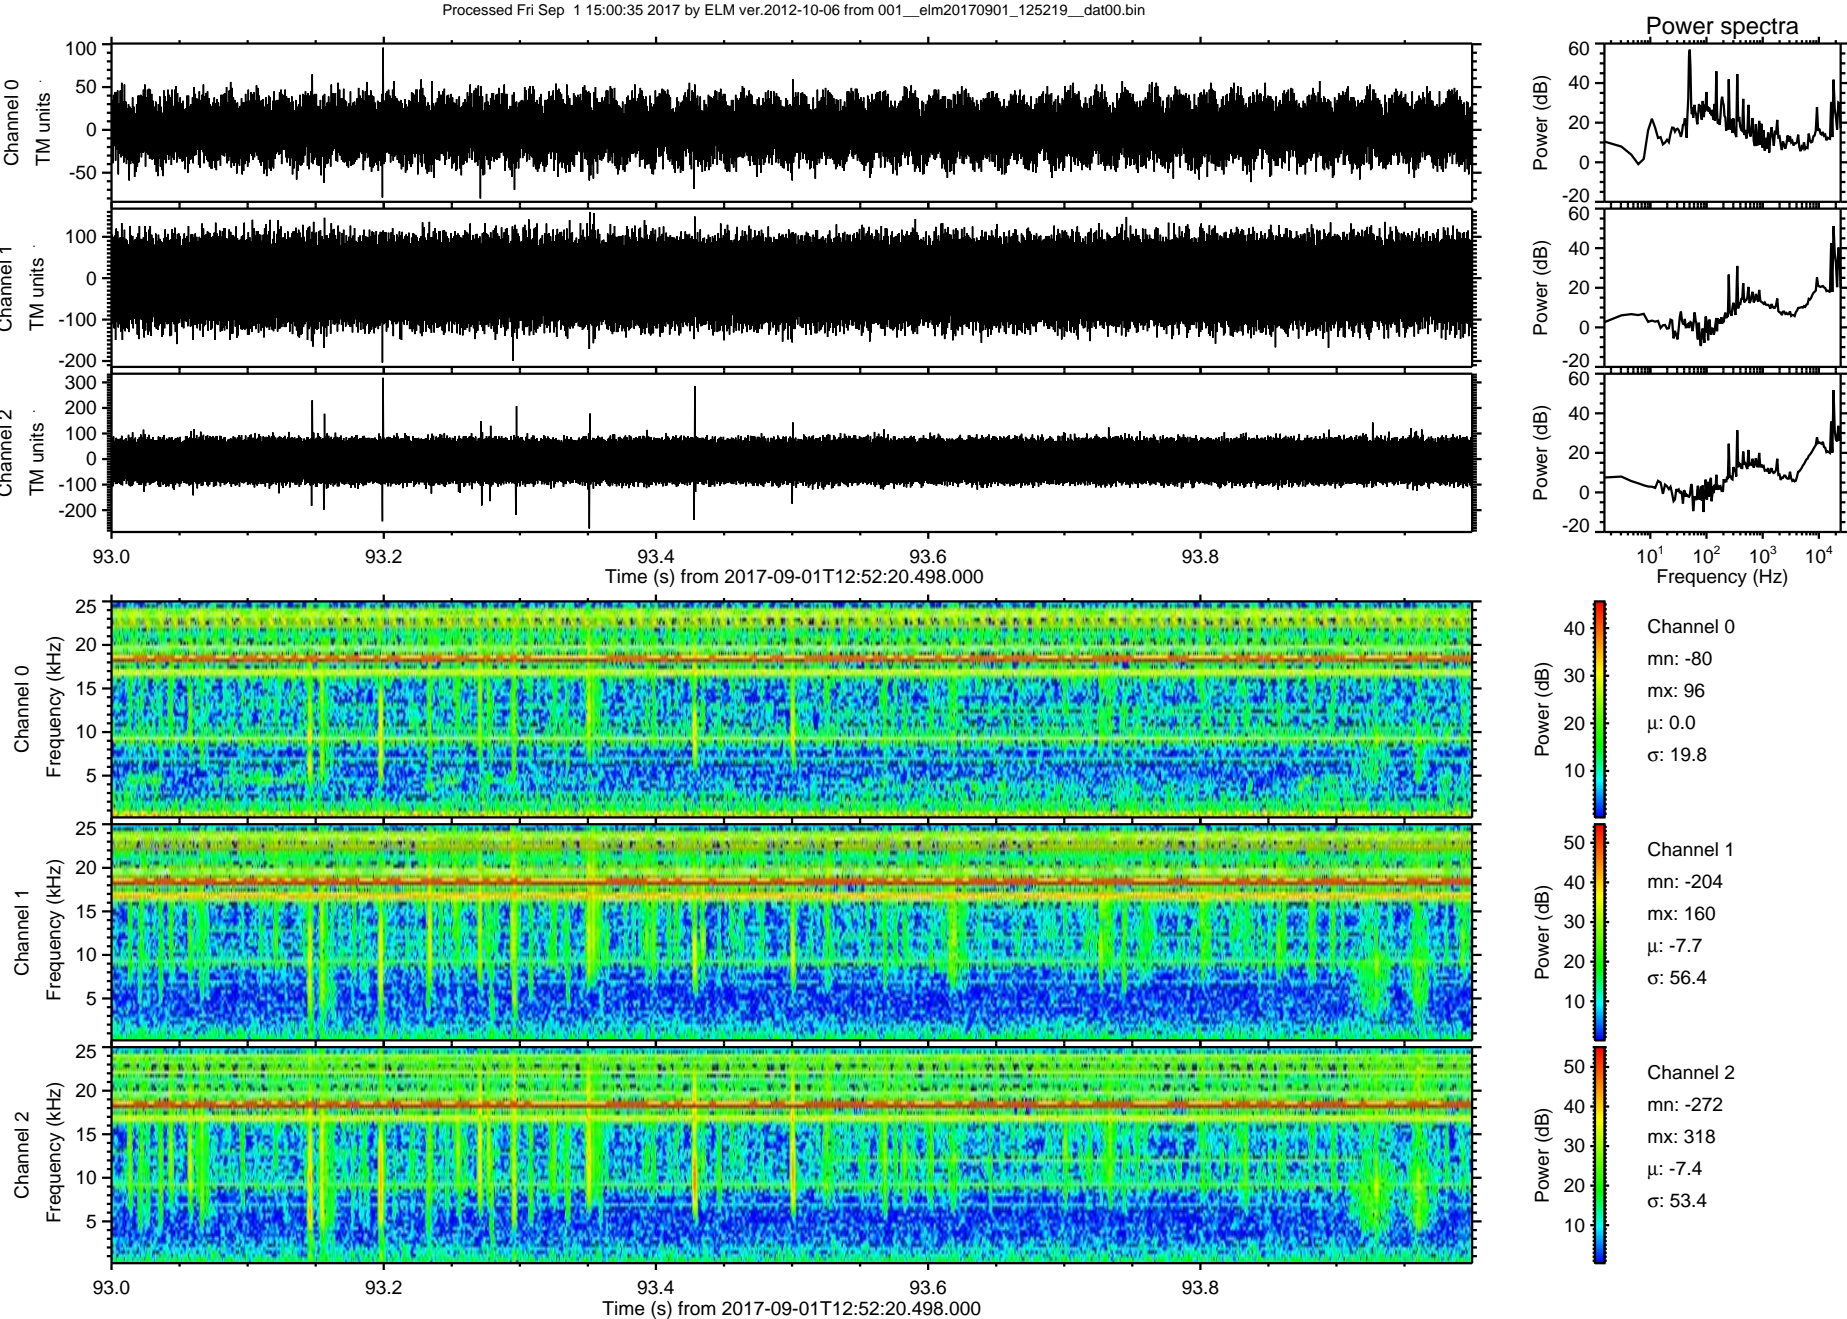 Processed Fri Sep  1 15:00:35 2017 by ELM ver.2012-10-06 from 001__elm20170901_125219__dat00.bin
Power spectra
Channel 0
TM units
100
50
0
-50
Power (dB)
60
40
20
0
-20
Channel 1
TM units
100
0
-100
-200
Power (dB)
60
40
20
0
-20
Channel 2
TM units
300
200
100
0
-100
-200
Power (dB)
60
40
20
0
-20
93.0 93.2 93.4 93.6 93.8
Time (s) from 2017-09-01T12:52:20.498.000
10^1 10^2 10^3 10^4
Frequency (Hz)
Channel 0
Frequency (kHz)
25
20
15
10
5
Power (dB)
40
30
20
10
Channel 0
mn: -80
mx: 96
μ: 0.0
σ: 19.8
Channel 1
Frequency (kHz)
25
20
15
10
5
Power (dB)
50
40
30
20
10
Channel 1
mn: -204
mx: 160
μ: -7.7
σ: 56.4
Channel 2
Frequency (kHz)
25
20
15
10
5
Power (dB)
50
40
30
20
10
Channel 2
mn: -272
mx: 318
μ: -7.4
σ: 53.4
93.0 93.2 93.4 93.6 93.8
Time (s) from 2017-09-01T12:52:20.498.000